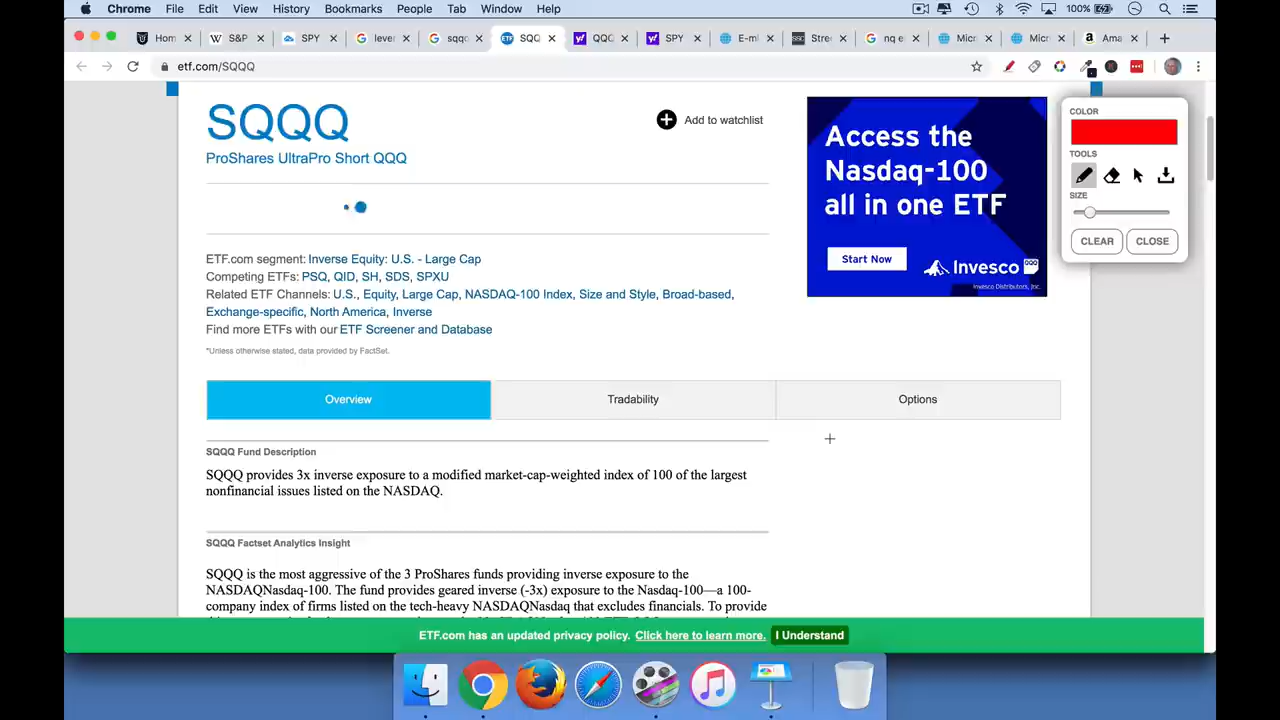 Chrome File Edit View History Bookmarks People Tab Window Help 100%
Hom S&P SPY lever sqqq SQQ QQQ SPY E-mi Stre nq e Micr Micr Ama
etf.com/SQQQ
SQQQ
ProShares UltraPro Short QQQ
Add to watchlist
Access the
Nasdaq-100
all in one ETF
Start Now
Invesco QQQ
Invesco Distributors, Inc.
COLOR
TOOLS
SIZE
CLEAR CLOSE
ETF.com segment: Inverse Equity: U.S. - Large Cap
Competing ETFs: PSQ, QID, SH, SDS, SPXU
Related ETF Channels: U.S., Equity, Large Cap, NASDAQ-100 Index, Size and Style, Broad-based,
Exchange-specific, North America, Inverse
Find more ETFs with our ETF Screener and Database
*Unless otherwise stated, data provided by FactSet.
Overview Tradability Options
SQQQ Fund Description
SQQQ provides 3x inverse exposure to a modified market-cap-weighted index of 100 of the largest
nonfinancial issues listed on the NASDAQ.
SQQQ Factset Analytics Insight
SQQQ is the most aggressive of the 3 ProShares funds providing inverse exposure to the
NASDAQNasdaq-100. The fund provides geared inverse (-3x) exposure to the Nasdaq-100—a 100-
company index of firms listed on the tech-heavy NASDAQNasdaq that excludes financials. To provide
ETF.com has an updated privacy policy. Click here to learn more. I Understand